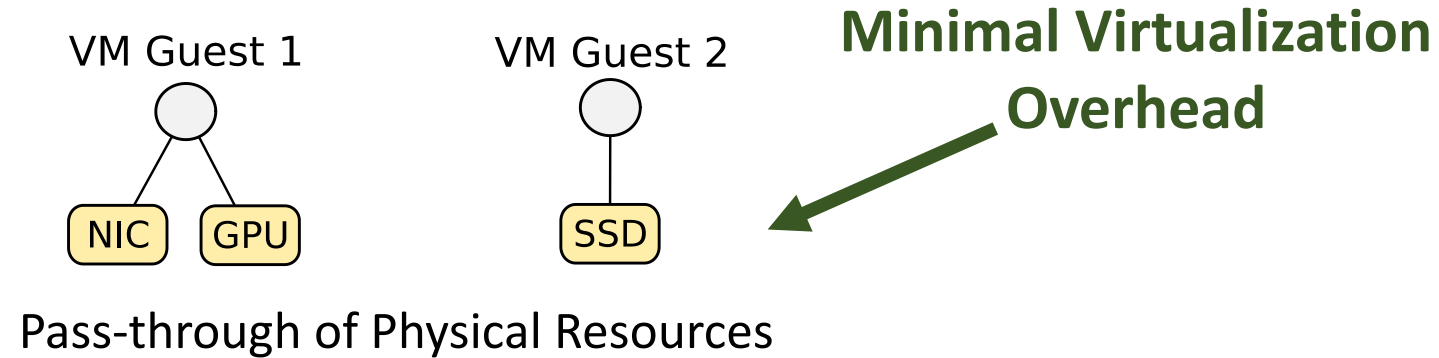 VM Guest 1
VM Guest 2
Minimal Virtualization
Overhead
NIC
GPU
SSD
Pass-through of Physical Resources